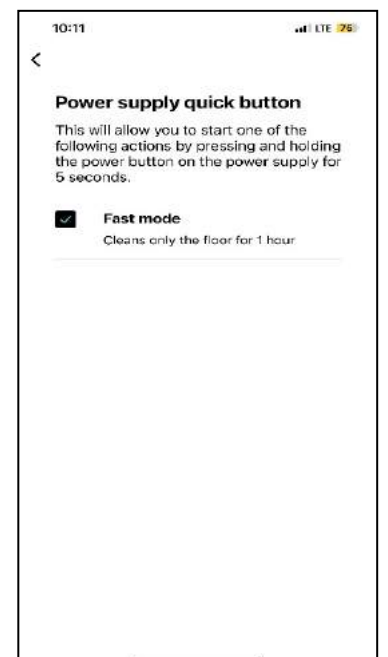 10:11 LTE 76
Power supply quick button
This will allow you to start one of the
following actions by pressing and holding
the power button on the power supply for
5 seconds.
Fast mode
Cleans only the floor for 1 hour